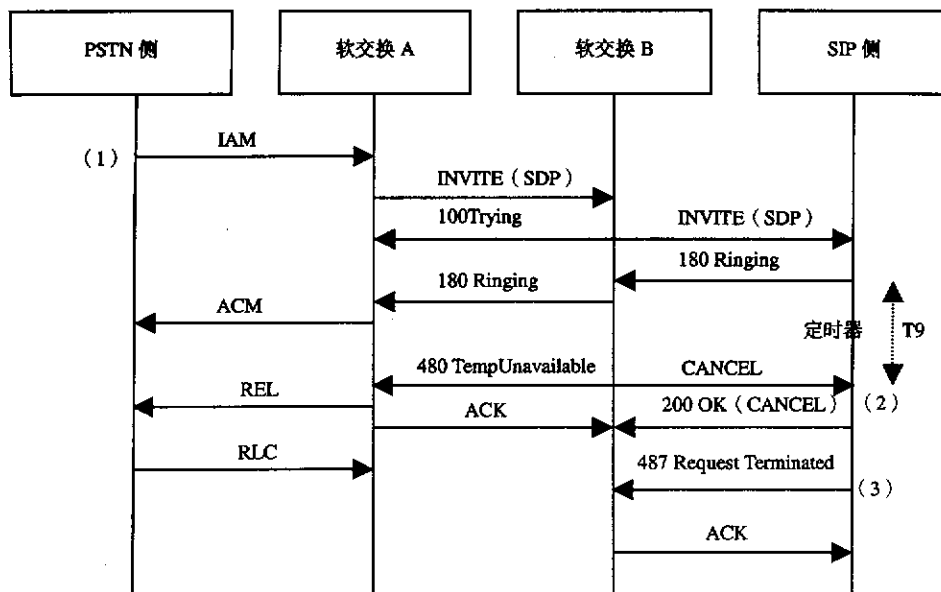 PSTN 侧
软交换 A
软交换 B
SIP 侧
(1)
IAM
INVITE (SDP)
100Trying
INVITE (SDP)
180 Ringing
180 Ringing
ACM
定时器
T9
480 TempUnavailable
CANCEL
REL
(2)
ACK
200 OK (CANCEL)
RLC
487 Request Terminated
(3)
ACK